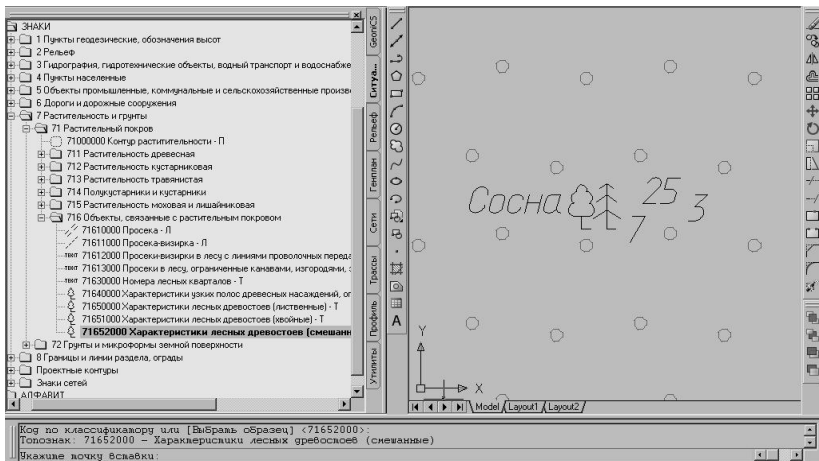 ЗНАКИ
1 Пункты геодезические, обозначения высот
2 Рельеф
3 Гидрография, гидротехнические объекты, водный транспорт и водоснабже
4 Пункты населенные
5 Объекты промышленные, коммунальные и сельскохозяйственные произв
6 Дороги и дорожные сооружения
7 Растительность и грунты
71 Растительный покров
71000000 Контур раститительности - П
711 Растительность древесная
712 Растительность кустарниковая
713 Растительность травянистая
714 Полукустарники и кустарники
715 Растительность моховая и лишайниковая
716 Объекты, связанные с растительным покровом
71610000 Просека - Л
71611000 Просека-визирка - Л
текст 71612000 Просеки-визирки в лесу с линиями проволочных переда
текст 71613000 Просеки в лесу, ограниченные канавами, изгородями, з
текст 71630000 Номера лесных кварталов - Т
71640000 Характеристики узких полос древесных насаждений, ог
71650000 Характеристики лесных древостоев (лиственные) - Т
71651000 Характеристики лесных древостоев (хвойные) - Т
71652000 Характеристики лесных древостоев (смешанн
72 Грунты и микроформы земной поверхности
8 Границы и линии раздела, ограды
Проектные контуры
Знаки сетей
АЛФАВИТ
GeoniCS
Ситуа...
Рельеф
Генплан
Сети
Трассы
Профиль
Утилиты
A
Сосна 25 7 3
Y
X
Model Layout1 Layout2
Код по классификатору или [Выбрать образец] <71652000>:
Топознак: 71652000 - Характеристики лесных древостоев (смешанные)
Укажите точку вставки: